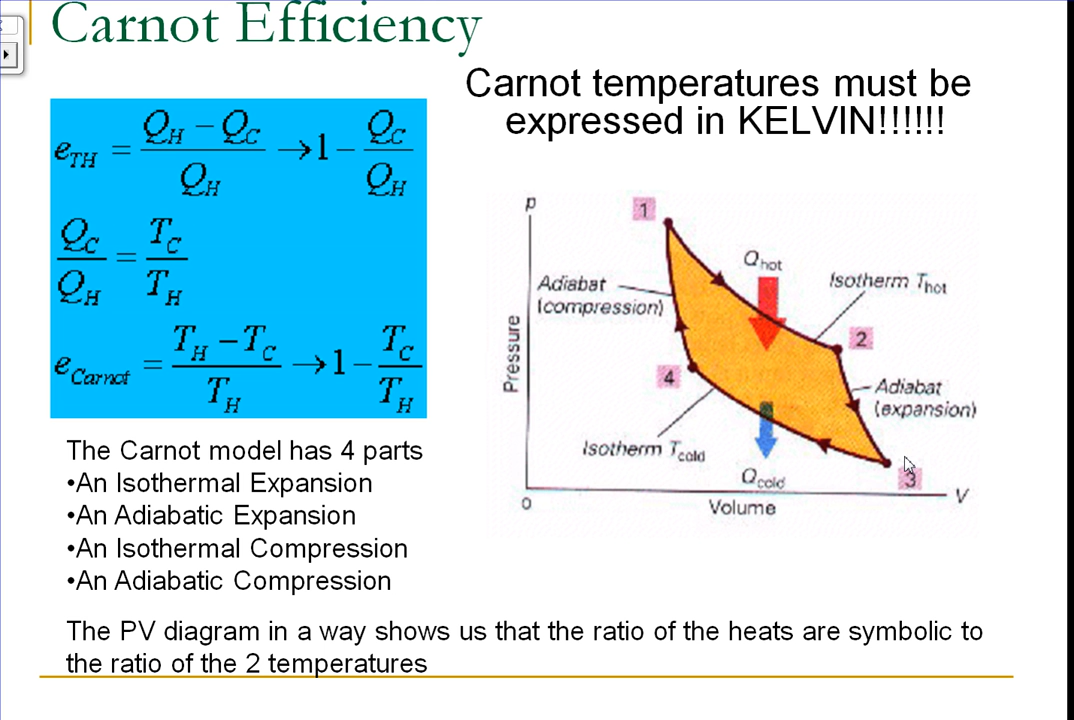 Carnot Efficiency
Carnot temperatures must be
expressed in KELVIN!!!!!!
e_TH = (Q_H − Q_C) / Q_H → 1 − Q_C / Q_H
Q_C / Q_H = T_C / T_H
e_Carnot = (T_H − T_C) / T_H → 1 − T_C / T_H
The Carnot model has 4 parts
•An Isothermal Expansion
•An Adiabatic Expansion
•An Isothermal Compression
•An Adiabatic Compression
p
1
Q_hot
Isotherm T_hot
Adiabat
(compression)
2
Pressure
4
Adiabat
(expansion)
Isotherm T_cold
Q_cold
3
0
Volume
V
The PV diagram in a way shows us that the ratio of the heats are symbolic to
the ratio of the 2 temperatures